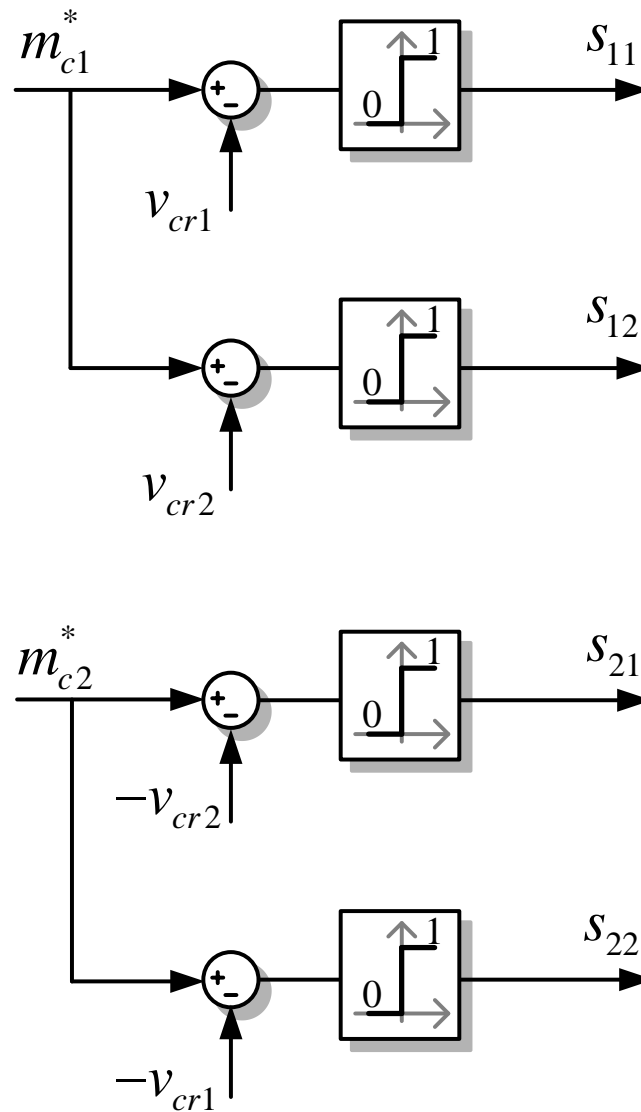 m*c1 + − 0 1 s11
vcr1
+ − 0 1 s12
vcr2
m*c2 + − 0 1 s21
−vcr2
+ − 0 1 s22
−vcr1